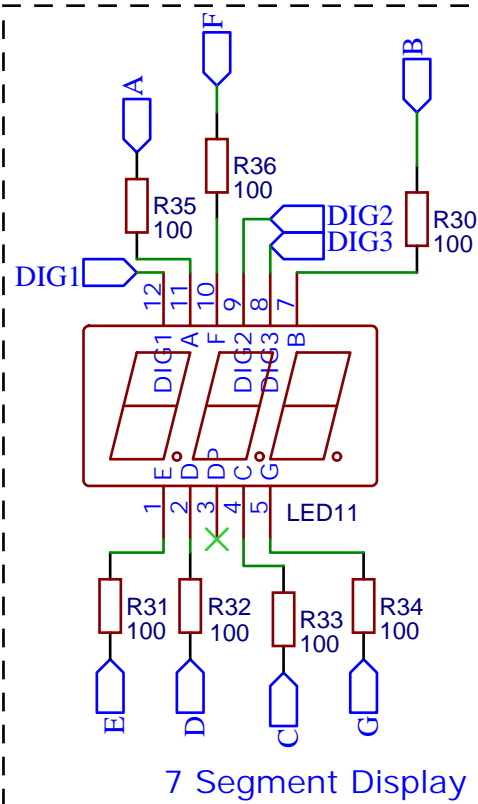 F
B
A
R36
100
R35
100
R30
100
DIG2
DIG3
DIG1
12
11
10
9
8
7
DIG1
A
F
DIG2
DIG3
B
E
D
DP
C
G
1
2
3
4
5
LED11
R31
100
R32
100
R33
100
R34
100
E
D
C
G
7 Segment Display